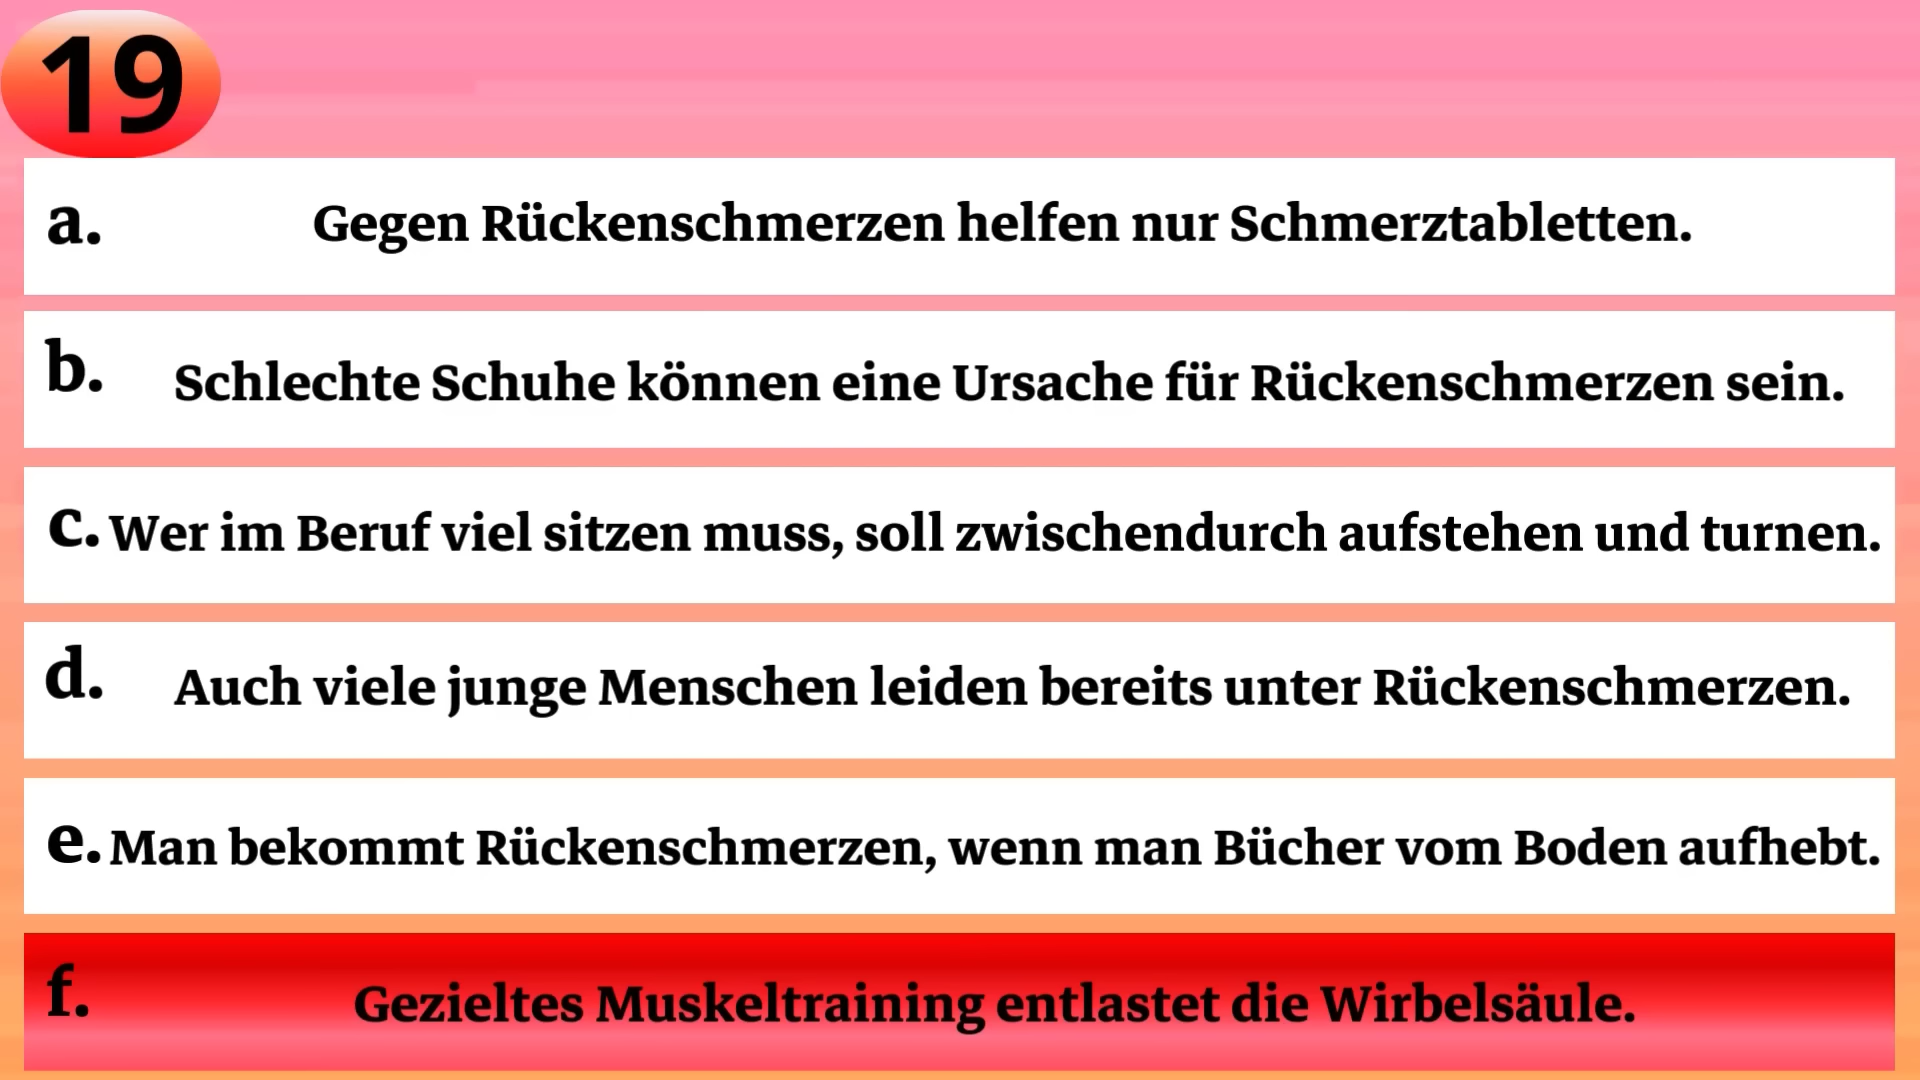 19
a. Gegen Rückenschmerzen helfen nur Schmerztabletten.
b. Schlechte Schuhe können eine Ursache für Rückenschmerzen sein.
c. Wer im Beruf viel sitzen muss, soll zwischendurch aufstehen und turnen.
d. Auch viele junge Menschen leiden bereits unter Rückenschmerzen.
e. Man bekommt Rückenschmerzen, wenn man Bücher vom Boden aufhebt.
f. Gezieltes Muskeltraining entlastet die Wirbelsäule.